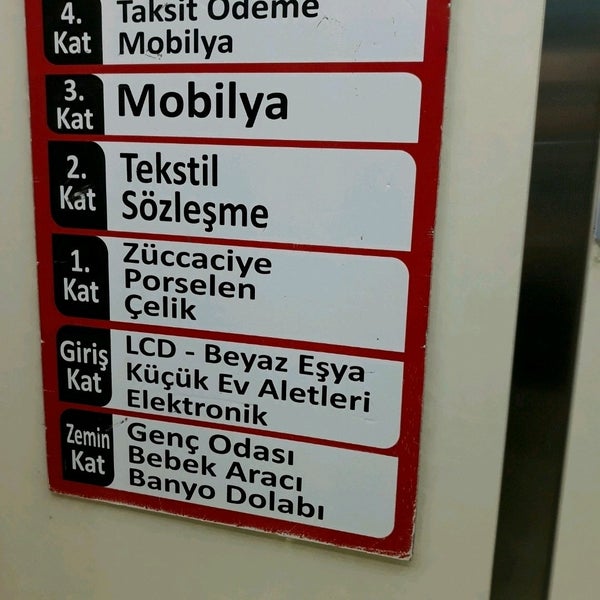 4. Kat
Taksit Ödeme
Mobilya
3. Kat
Mobilya
2. Kat
Tekstil
Sözleşme
1. Kat
Züccaciye
Porselen
Çelik
Giriş Kat
LCD - Beyaz Eşya
Küçük Ev Aletleri
Elektronik
Zemin Kat
Genç Odası
Bebek Aracı
Banyo Dolabı